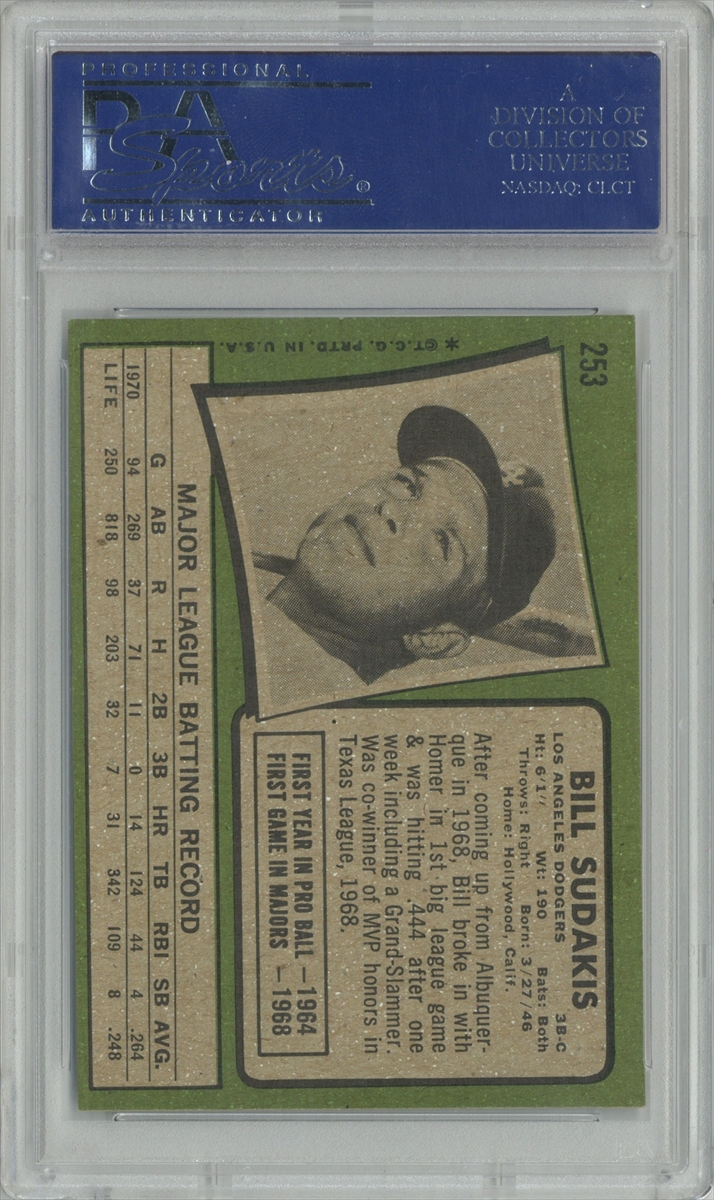 PROFESSIONAL
PSA
Sports®
AUTHENTICATOR
A
DIVISION OF
COLLECTORS
UNIVERSE
NASDAQ: CLCT
253
*©T.C.G. PRTD. IN U.S.A.
BILL SUDAKIS
LOS ANGELES DODGERS 3B-C
Ht: 6'1" Wt: 190 Bats: Both
Throws: Right Born: 3/27/46
Home: Hollywood, Calif.
After coming up from Albuquer-
que in 1968, Bill broke in with
Homer in 1st big league game
& was hitting .444 after one
week including a Grand-Slammer.
Was co-winner of MVP honors in
Texas League, 1968.
FIRST YEAR IN PRO BALL — 1964
FIRST GAME IN MAJORS — 1968
MAJOR LEAGUE BATTING RECORD
G AB R H 2B 3B HR TB RBI SB AVG.
1970 94 269 37 71 11 0 14 124 44 4 .264
LIFE 250 818 98 203 32 7 31 342 109 8 .248